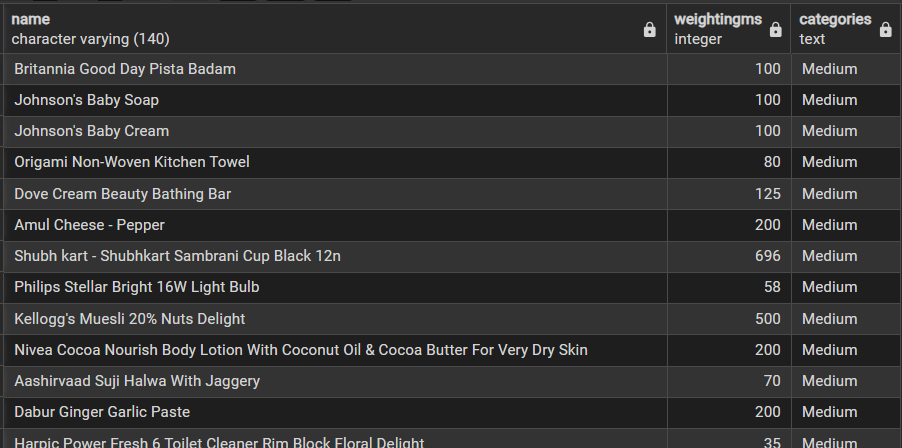 name weightingms categories
character varying (140) integer text
Britannia Good Day Pista Badam 100 Medium
Johnson's Baby Soap 100 Medium
Johnson's Baby Cream 100 Medium
Origami Non-Woven Kitchen Towel 80 Medium
Dove Cream Beauty Bathing Bar 125 Medium
Amul Cheese - Pepper 200 Medium
Shubh kart - Shubhkart Sambrani Cup Black 12n 696 Medium
Philips Stellar Bright 16W Light Bulb 58 Medium
Kellogg's Muesli 20% Nuts Delight 500 Medium
Nivea Cocoa Nourish Body Lotion With Coconut Oil & Cocoa Butter For Very Dry Skin 200 Medium
Aashirvaad Suji Halwa With Jaggery 70 Medium
Dabur Ginger Garlic Paste 200 Medium
Harpic Power Fresh 6 Toilet Cleaner Rim Block Floral Delight 35 Medium